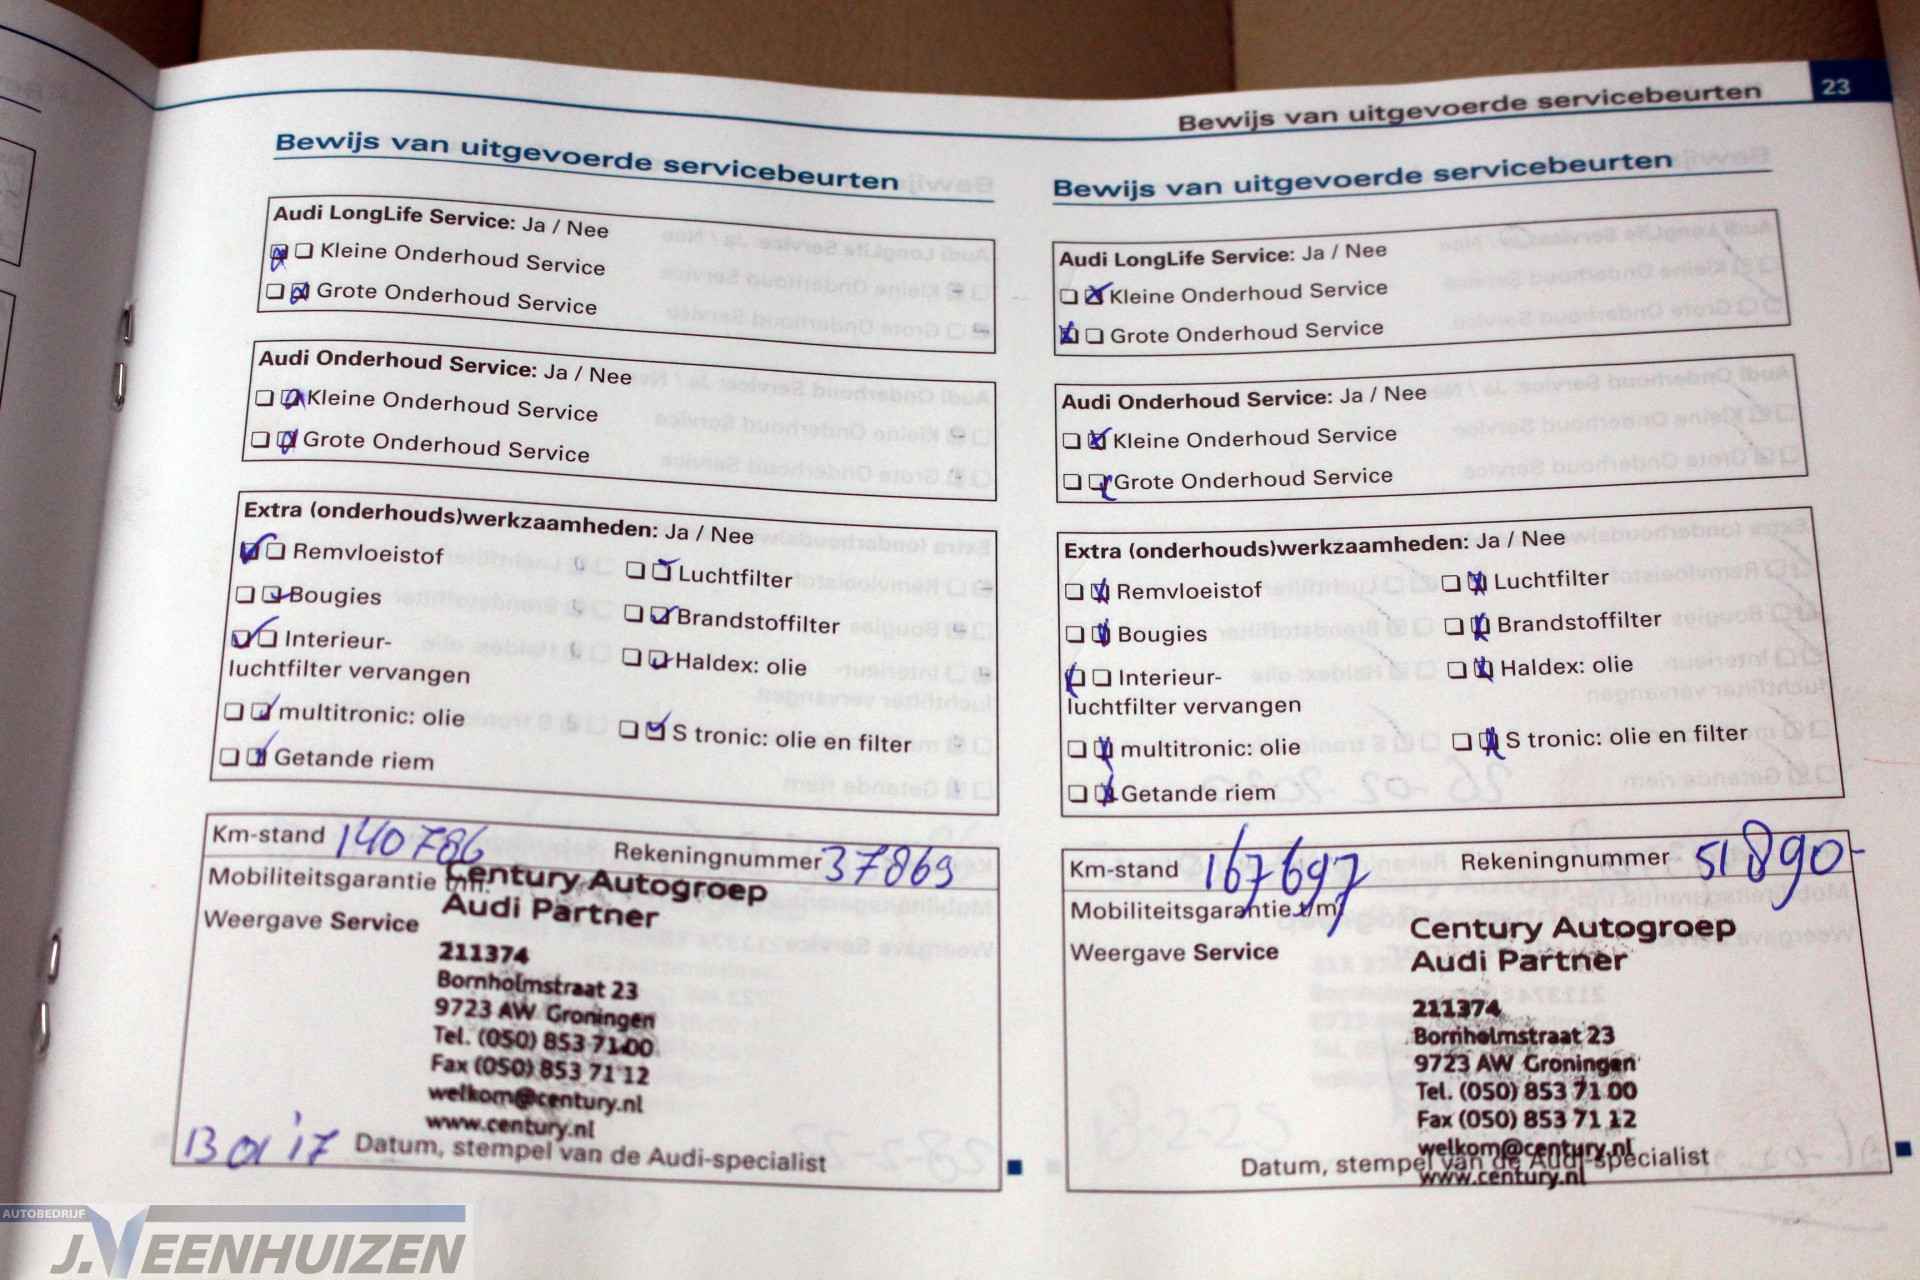 23
Bewijs van uitgevoerde servicebeurten
Bewijs van uitgevoerde servicebeurten
Audi LongLife Service: Ja / Nee
Kleine Onderhoud Service
Grote Onderhoud Service
Audi Onderhoud Service: Ja / Nee
Kleine Onderhoud Service
Grote Onderhoud Service
Extra (onderhouds)werkzaamheden: Ja / Nee
Remvloeistof
Luchtfilter
Bougies
Brandstoffilter
Interieur-
luchtfilter vervangen
Haldex: olie
multitronic: olie
S tronic: olie en filter
Getande riem
Km-stand 140786
Rekeningnummer 37869
Mobiliteitsgarantie t/m:
Weergave Service
Century Autogroep
Audi Partner
211374
Bornholmstraat 23
9723 AW Groningen
Tel. (050) 853 71 00
Fax (050) 853 71 12
welkom@century.nl
www.century.nl
13 01 '17
Datum, stempel van de Audi-specialist
Bewijs van uitgevoerde servicebeurten
Audi LongLife Service: Ja / Nee
Kleine Onderhoud Service
Grote Onderhoud Service
Audi Onderhoud Service: Ja / Nee
Kleine Onderhoud Service
Grote Onderhoud Service
Extra (onderhouds)werkzaamheden: Ja / Nee
Remvloeistof
Luchtfilter
Bougies
Brandstoffilter
Interieur-
luchtfilter vervangen
Haldex: olie
multitronic: olie
S tronic: olie en filter
Getande riem
Km-stand 167697
Rekeningnummer 51890-
Mobiliteitsgarantie t/m:
Weergave Service
Century Autogroep
Audi Partner
211374
Bornholmstraat 23
9723 AW Groningen
Tel. (050) 853 71 00
Fax (050) 853 71 12
welkom@century.nl
www.century.nl
Datum, stempel van de Audi-specialist
AUTOBEDRIJF
J.VEENHUIZEN